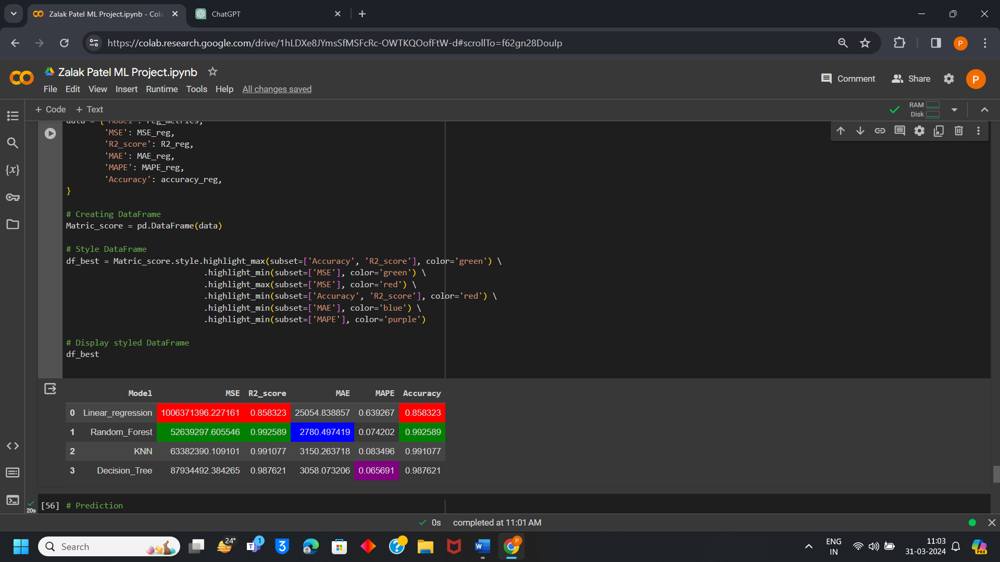 Zalak Patel ML Project.ipynb - Cola
ChatGPT
https://colab.research.google.com/drive/1hLDXe8JYmsSfMSFcRc-OWTKQOofFtW-d#scrollTo=f62gn28DouIp
P
Zalak Patel ML Project.ipynb
Comment
Share
P
File Edit View Insert Runtime Tools Help All changes saved
+ Code + Text
RAM
Disk
data = {'Model': reg_metrics,
'MSE': MSE_reg,
'R2_score': R2_reg,
'MAE': MAE_reg,
'MAPE': MAPE_reg,
'Accuracy': accuracy_reg,
}
# Creating DataFrame
Matric_score = pd.DataFrame(data)
# Style DataFrame
df_best = Matric_score.style.highlight_max(subset=['Accuracy', 'R2_score'], color='green') \
.highlight_min(subset=['MSE'], color='green') \
.highlight_max(subset=['MSE'], color='red') \
.highlight_min(subset=['Accuracy', 'R2_score'], color='red') \
.highlight_min(subset=['MAE'], color='blue') \
.highlight_min(subset=['MAPE'], color='purple')
# Display styled DataFrame
df_best
Model MSE R2_score MAE MAPE Accuracy
0 Linear_regression 1006371396.227161 0.858323 25054.838857 0.639267 0.858323
1 Random_Forest 52639297.605546 0.992589 2780.497419 0.074202 0.992589
2 KNN 63382390.109101 0.991077 3150.263718 0.083496 0.991077
3 Decision_Tree 87934492.384265 0.987621 3058.073206 0.065691 0.987621
[56] # Prediction
20s
0s completed at 11:01 AM
Search
24°
1
P
ENG
IN
11:03
31-03-2024
PRE